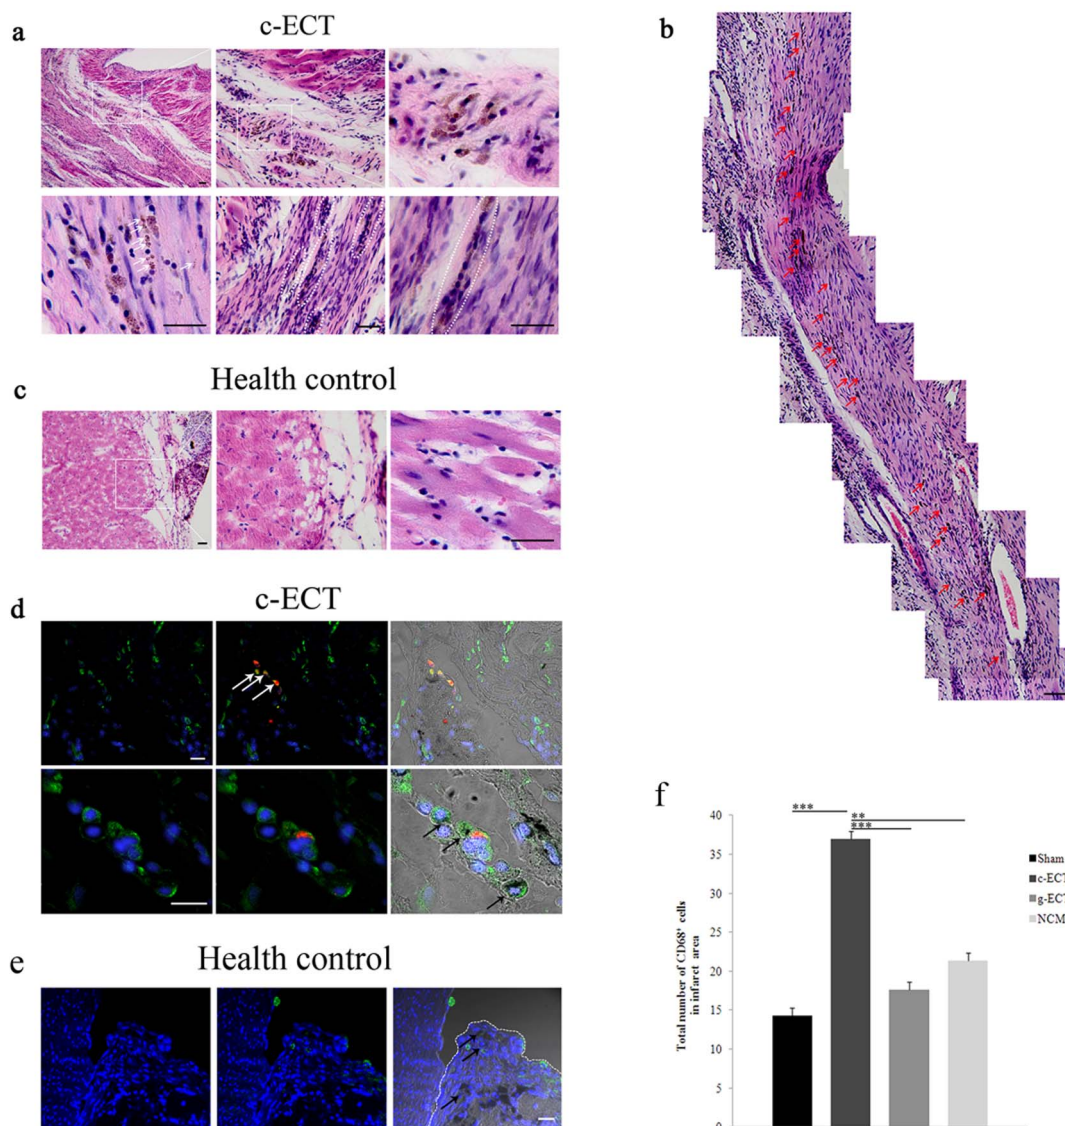 a
c-ECT
b
c
Health control
d
c-ECT
e
Health control
f
***
**
***
Total number of CD68+ cells
in infarct area
40
35
30
25
20
15
10
5
0
Sham
c-ECT
g-ECT
NCM